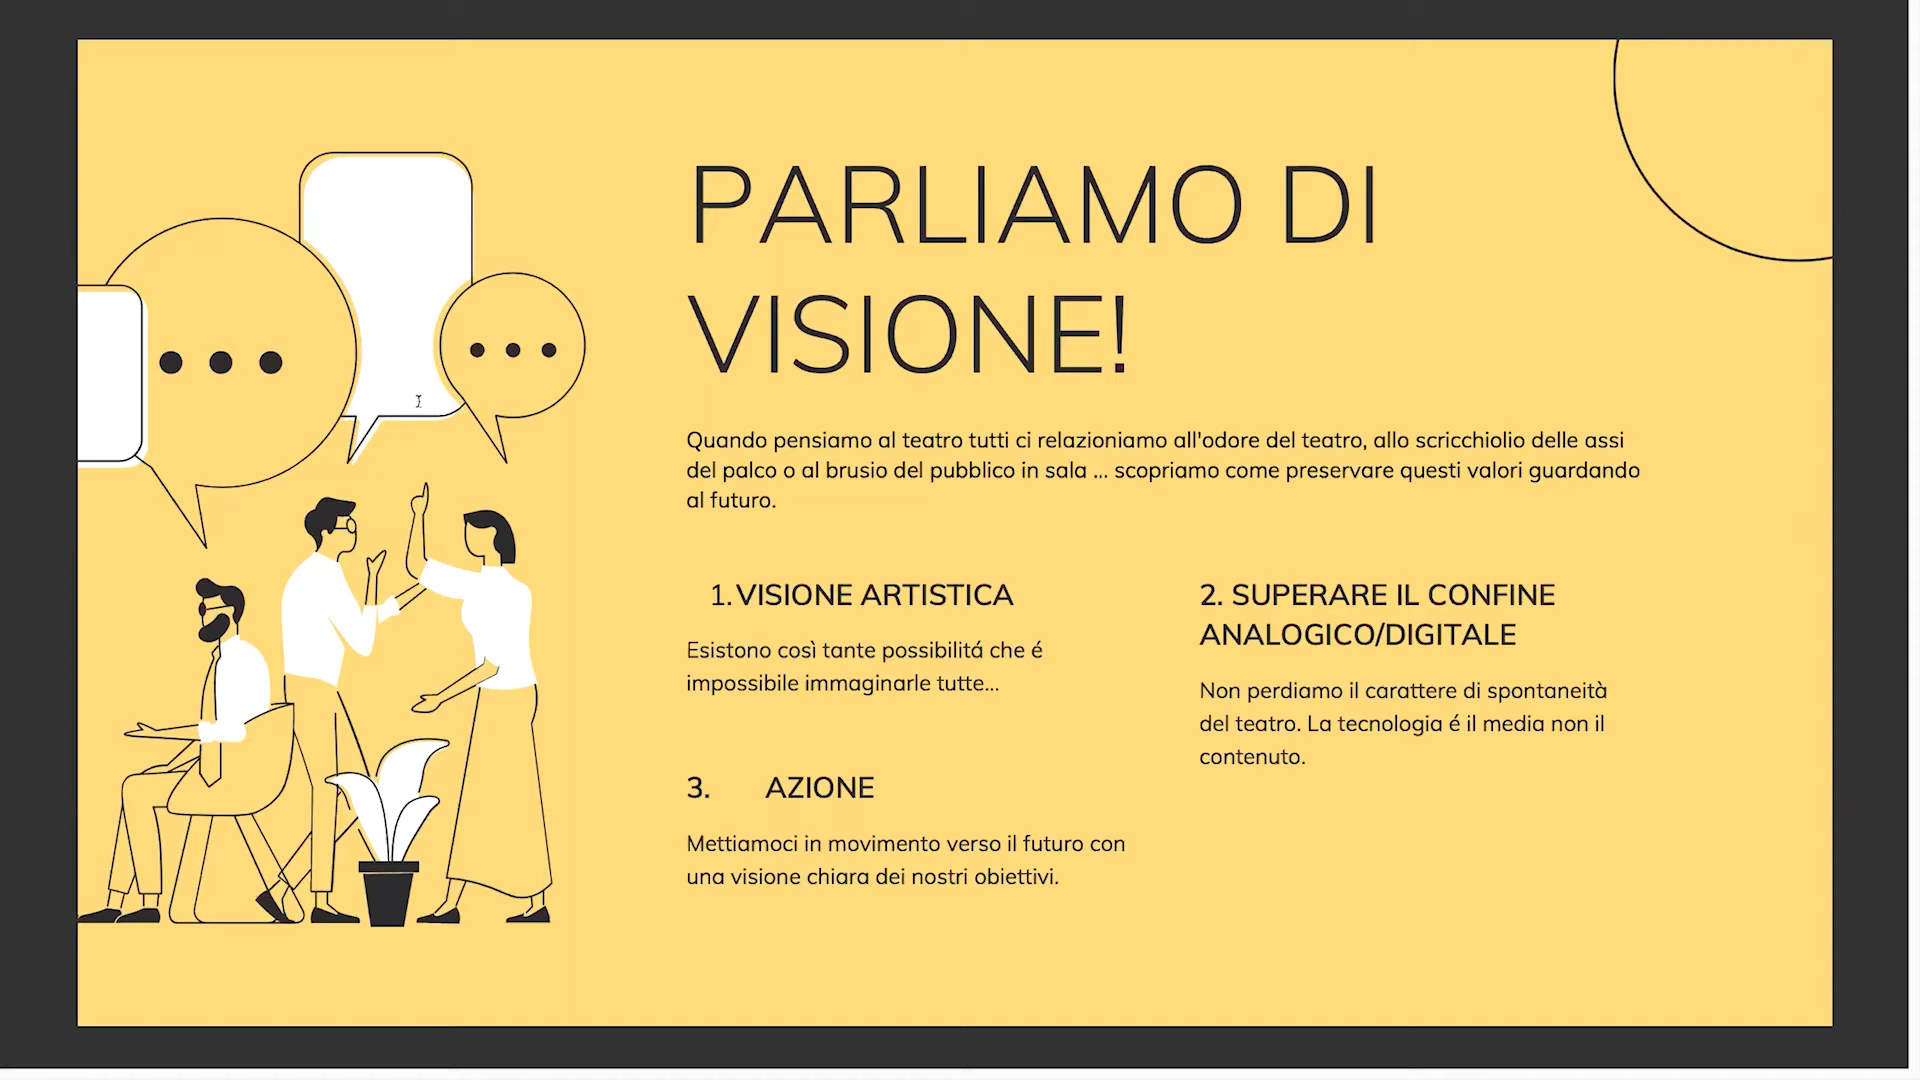 PARLIAMO DI
VISIONE!
Quando pensiamo al teatro tutti ci relazioniamo all'odore del teatro, allo scricchiolio delle assi
del palco o al brusio del pubblico in sala ... scopriamo come preservare questi valori guardando
al futuro.
1. VISIONE ARTISTICA
Esistono così tante possibilitá che é
impossibile immaginarle tutte...
2. SUPERARE IL CONFINE
ANALOGICO/DIGITALE
Non perdiamo il carattere di spontaneità
del teatro. La tecnologia é il media non il
contenuto.
3. AZIONE
Mettiamoci in movimento verso il futuro con
una visione chiara dei nostri obiettivi.